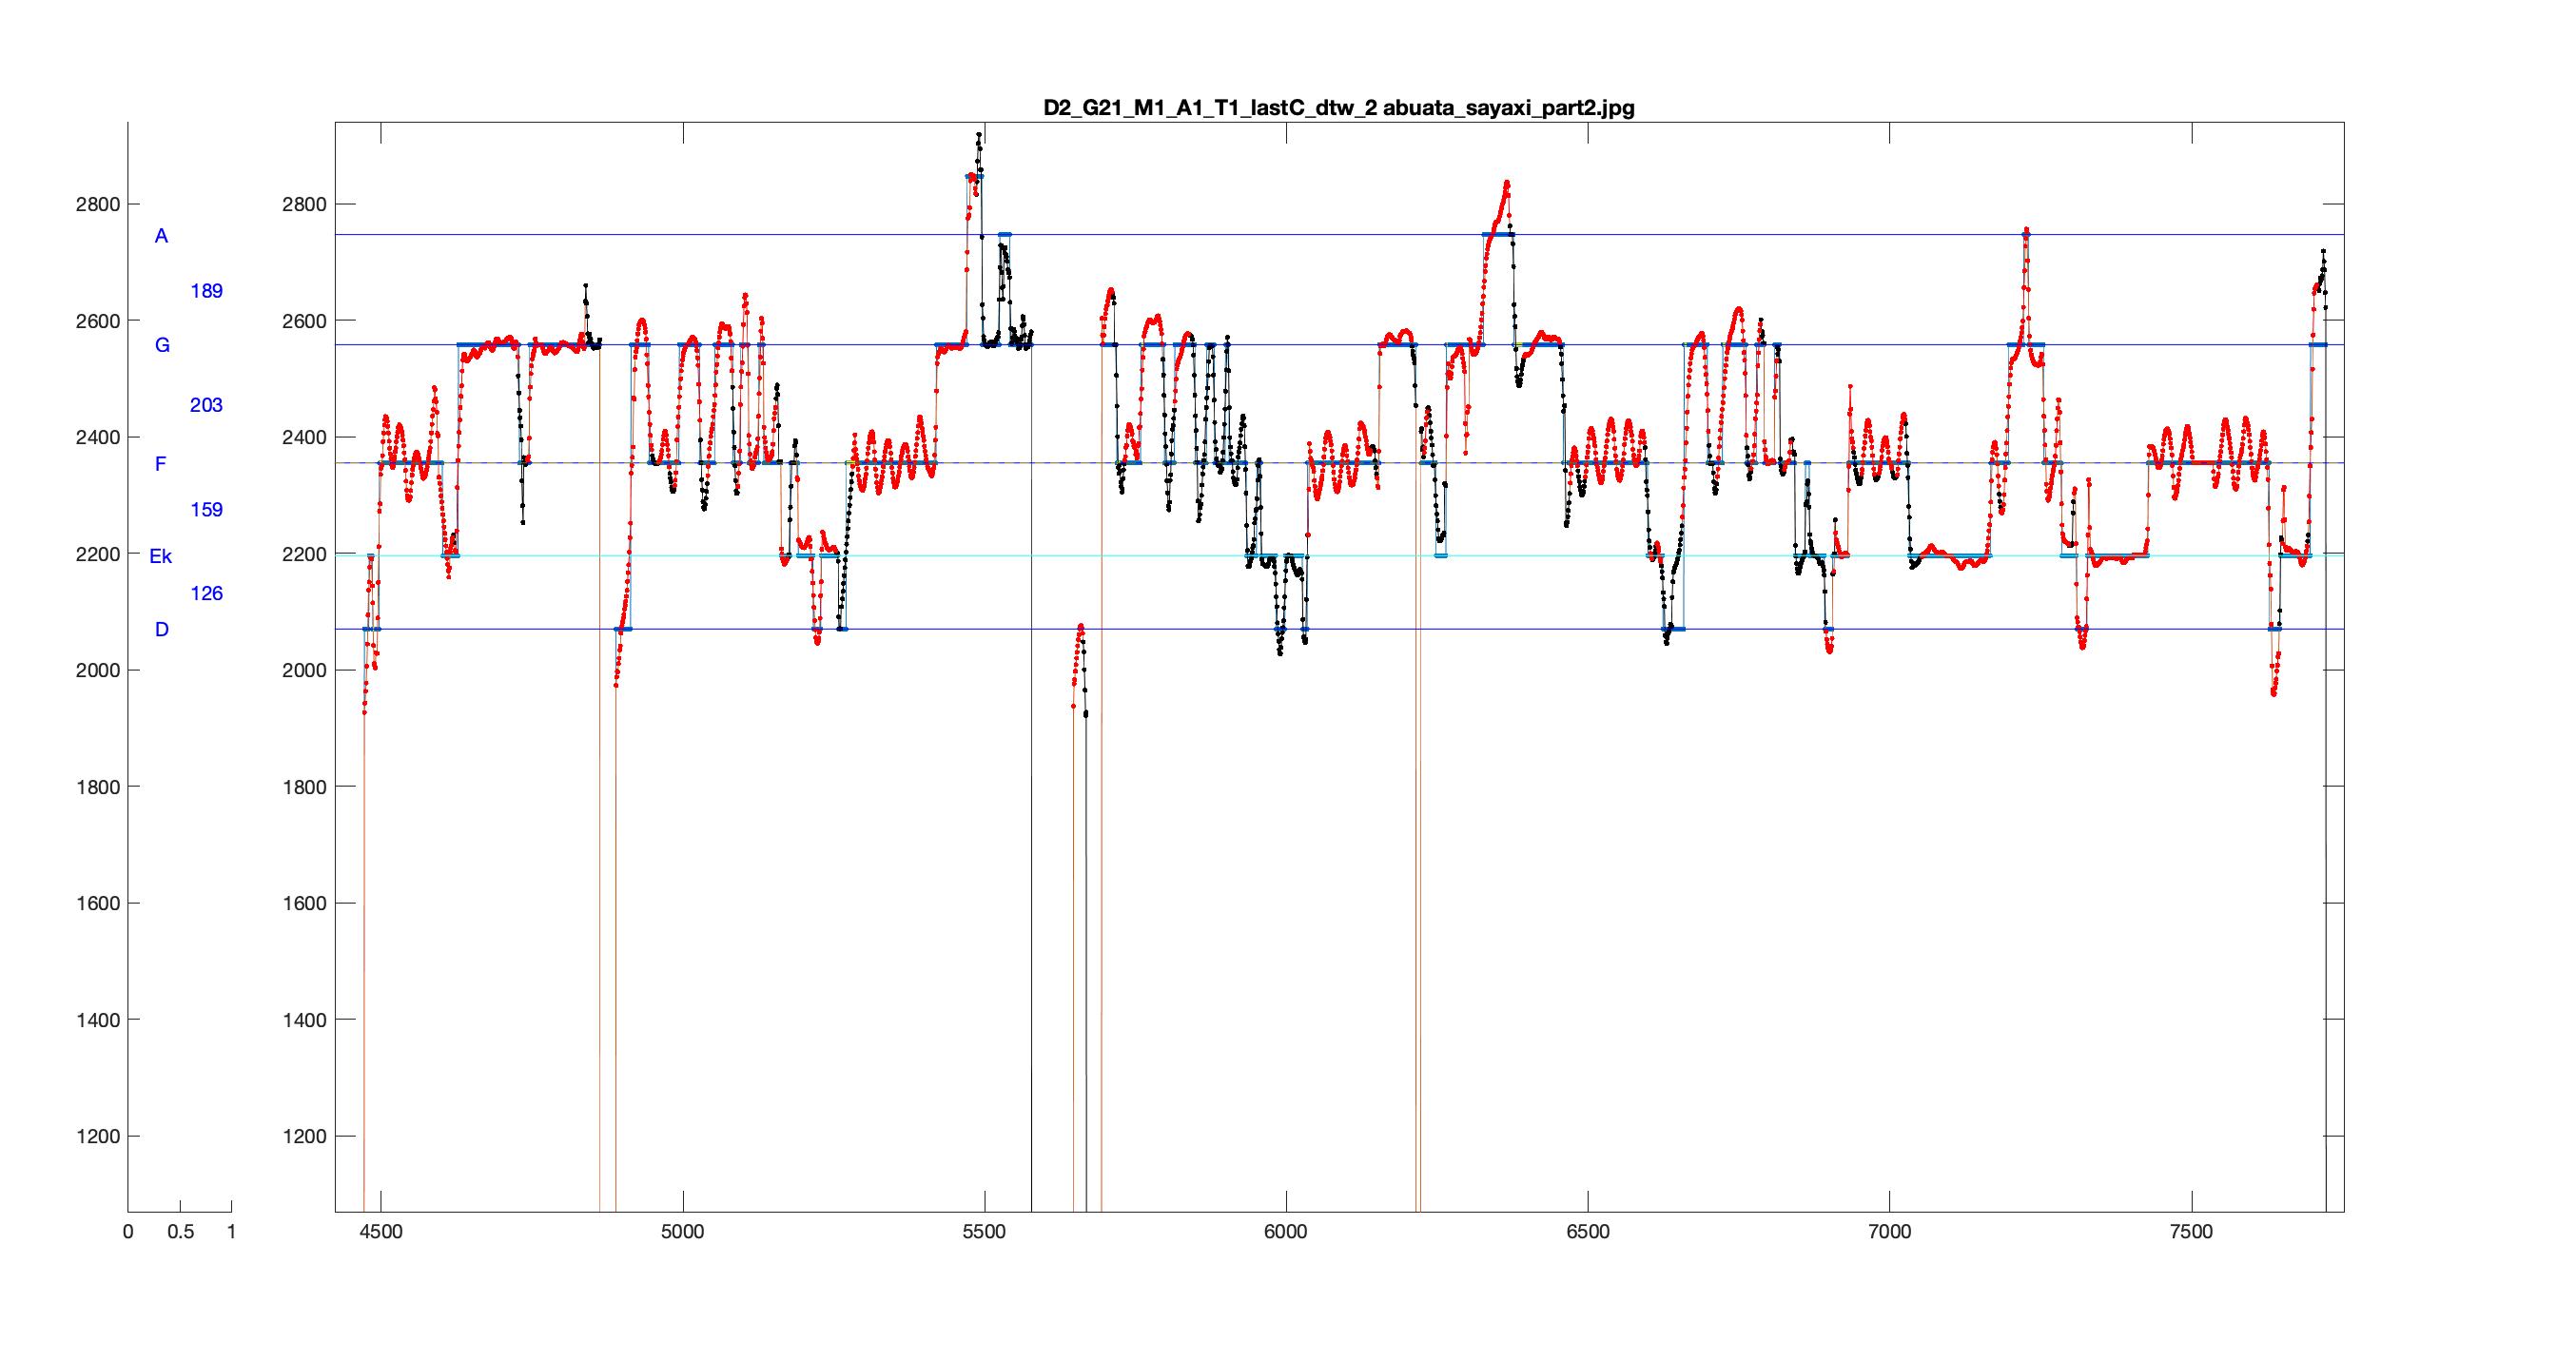 D2_G21_M1_A1_T1_lastC_dtw_2 abuata_sayaxi_part2.jpg
2800 2800
A
189
2600 2600
G
203
2400 2400
F
159
2200 Ek 2200
126
D
2000 2000
1800 1800
1600 1600
1400 1400
1200 1200
0 0.5 1 4500 5000 5500 6000 6500 7000 7500